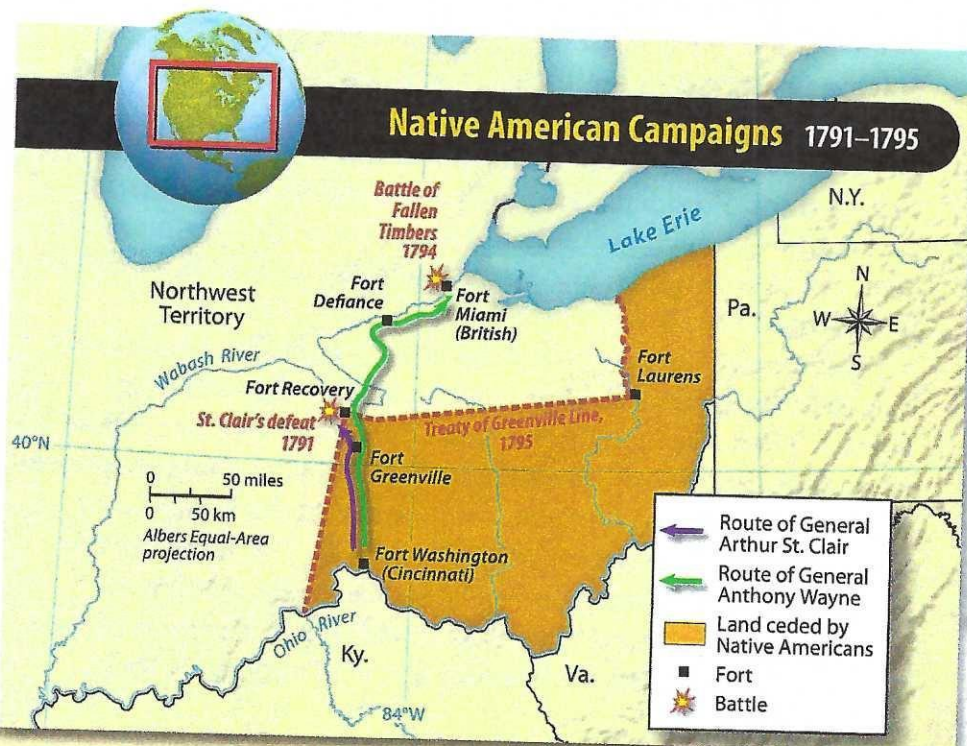 Native American Campaigns 1791–1795
Battle of
Fallen
Timbers
1794
Lake Erie
N.Y.
Fort
Defiance
Fort
Miami
(British)
Northwest
Territory
Pa.
N
W
E
S
Wabash River
Fort Recovery
Fort
Laurens
St. Clair's defeat
1791
Treaty of Greenville Line,
1795
40°N
Fort
Greenville
0 50 miles
0 50 km
Albers Equal-Area
projection
Fort Washington
(Cincinnati)
Ohio River
Ky.
Va.
84°W
Route of General
Arthur St. Clair
Route of General
Anthony Wayne
Land ceded by
Native Americans
Fort
Battle